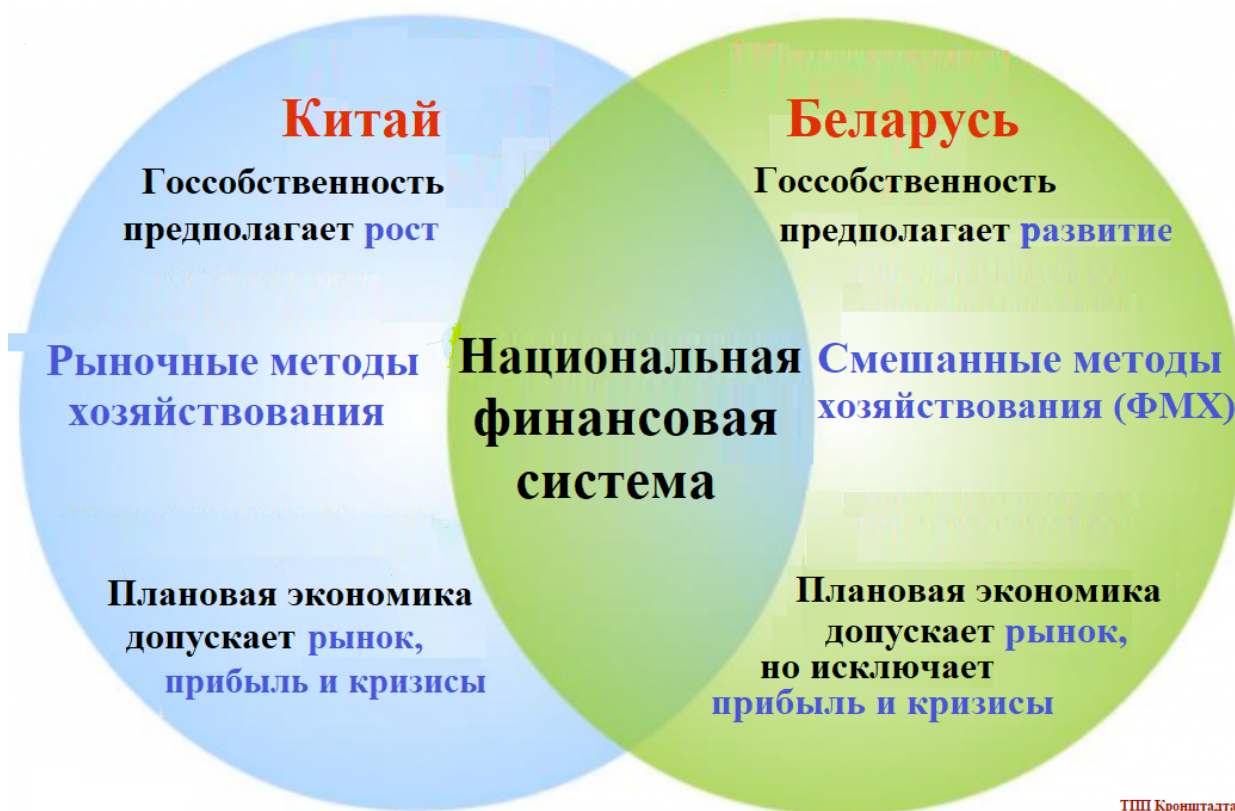 Китай
Госсобственность
предполагает рост
Рыночные методы
хозяйствования
Плановая экономика
допускает рынок,
прибыль и кризисы
Национальная
финансовая
система
Беларусь
Госсобственность
предполагает развитие
Смешанные методы
хозяйствования (ФМХ)
Плановая экономика
допускает рынок,
но исключает
прибыль и кризисы
ТПП Кронштадта